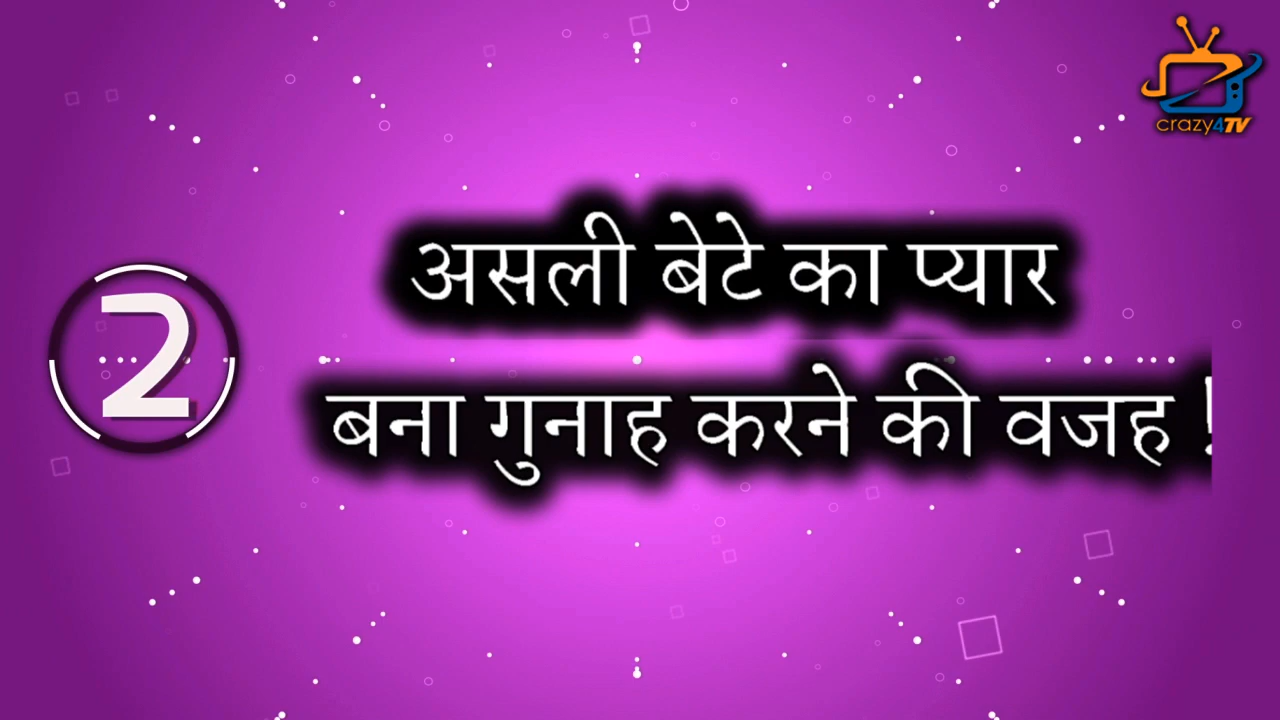 crazy4TV
2
असली बेटे का प्यार
बना गुनाह करने की वजह !